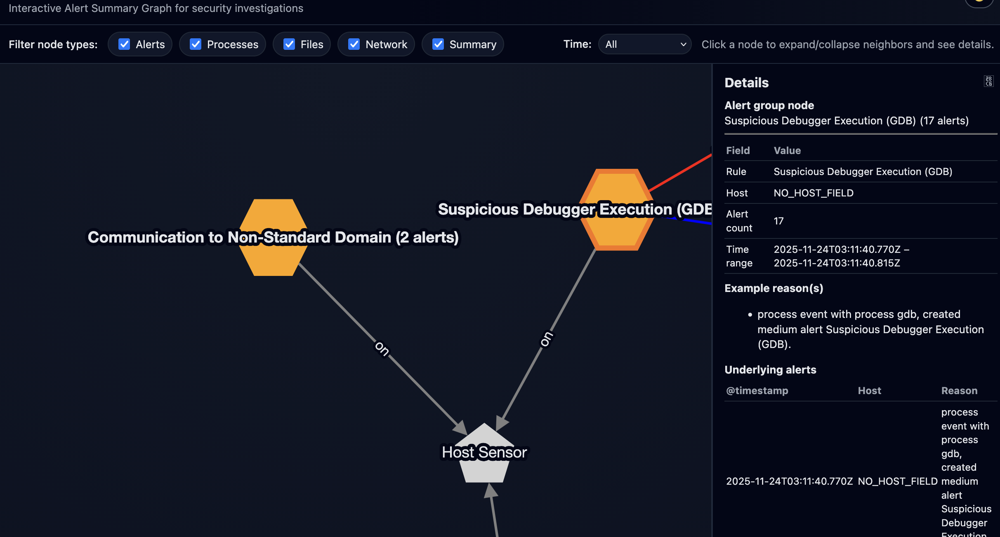 Interactive Alert Summary Graph for security investigations
Filter node types: Alerts Processes Files Network Summary Time: All Click a node to expand/collapse neighbors and see details.
Communication to Non-Standard Domain (2 alerts)
Suspicious Debugger Execution (GDB
on
on
Host Sensor
Details
Alert group node
Suspicious Debugger Execution (GDB) (17 alerts)
Field Value
Rule Suspicious Debugger Execution (GDB)
Host NO_HOST_FIELD
Alert
count 17
Time
range 2025-11-24T03:11:40.770Z –
2025-11-24T03:11:40.815Z
Example reason(s)
• process event with process gdb, created
medium alert Suspicious Debugger Execution
(GDB).
Underlying alerts
@timestamp Host Reason
2025-11-24T03:11:40.770Z NO_HOST_FIELD
process
event with
process
gdb,
created
medium
alert
Suspicious
Debugger
Execution